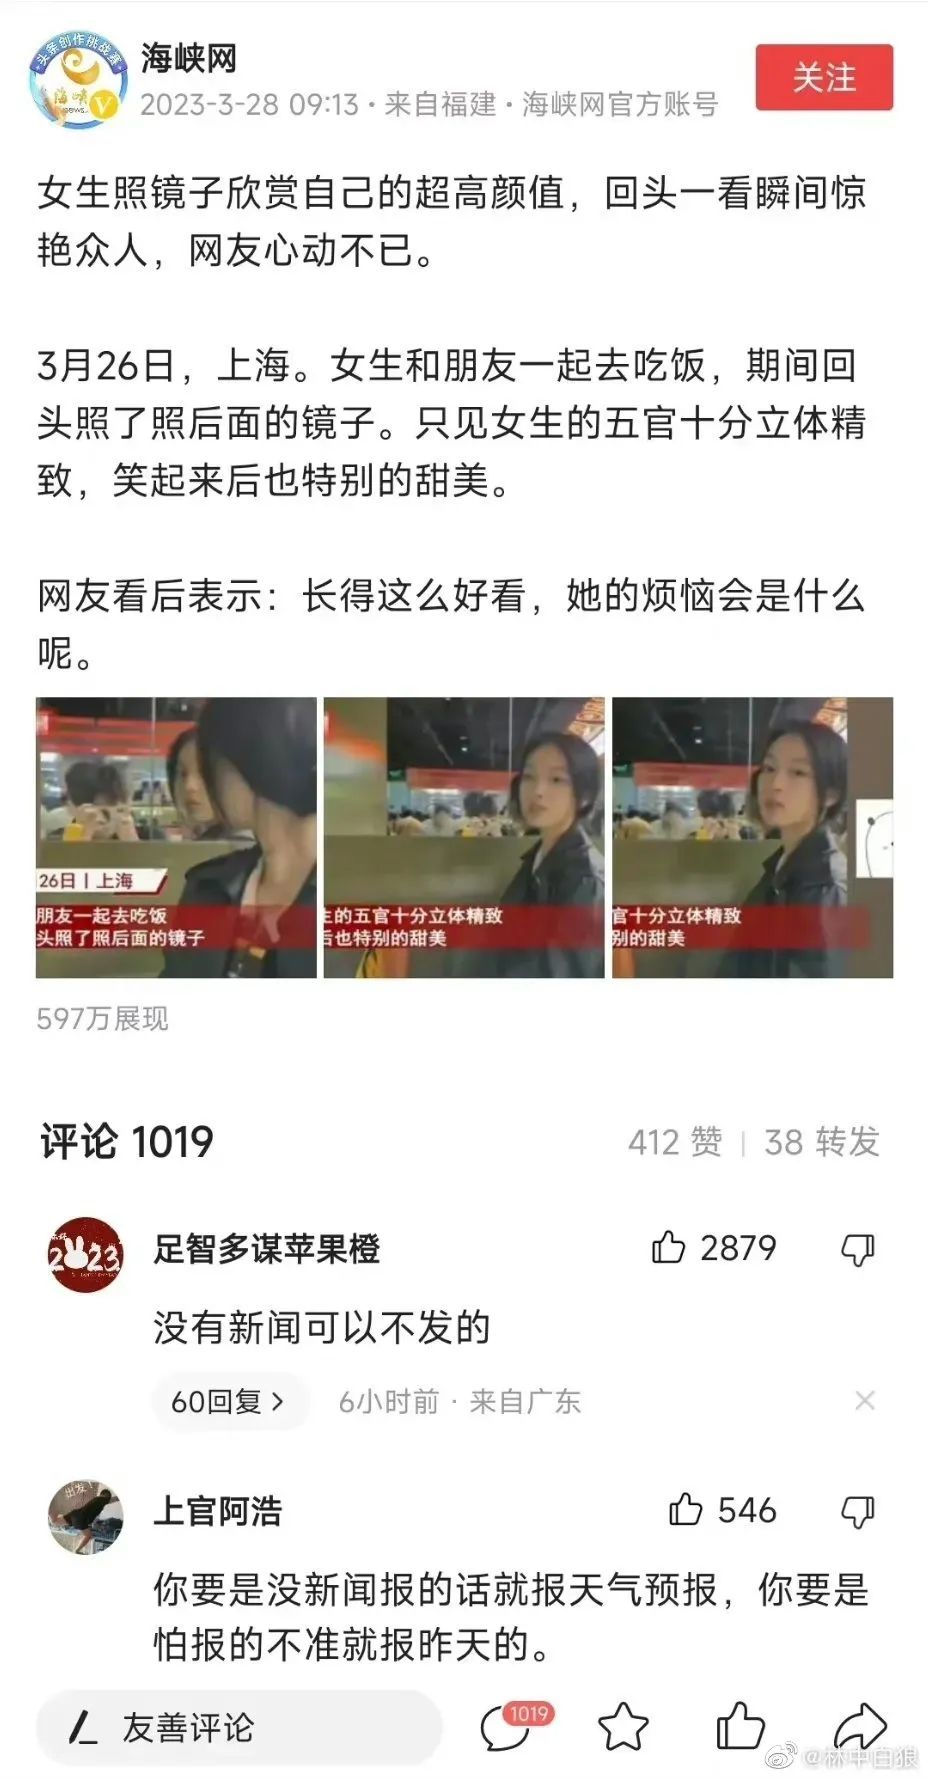 头条创作挑战赛
海峡网
2023-3-28 09:13 · 来自福建 · 海峡网官方账号
关注
女生照镜子欣赏自己的超高颜值，回头一看瞬间惊
艳众人，网友心动不已。
3月26日，上海。女生和朋友一起去吃饭，期间回
头照了照后面的镜子。只见女生的五官十分立体精
致，笑起来后也特别的甜美。
网友看后表示：长得这么好看，她的烦恼会是什么
呢。
26日 | 上海
朋友一起去吃饭
头照了照后面的镜子
生的五官十分立体精致
后也特别的甜美
官十分立体精致
别的甜美
597万展现
评论 1019
412 赞 | 38 转发
2023
足智多谋苹果橙
2879
没有新闻可以不发的
60回复 >
6小时前 · 来自广东
出发!
上官阿浩
546
你要是没新闻报的话就报天气预报，你要是
怕报的不准就报昨天的。
友善评论
1019
@林中白狼